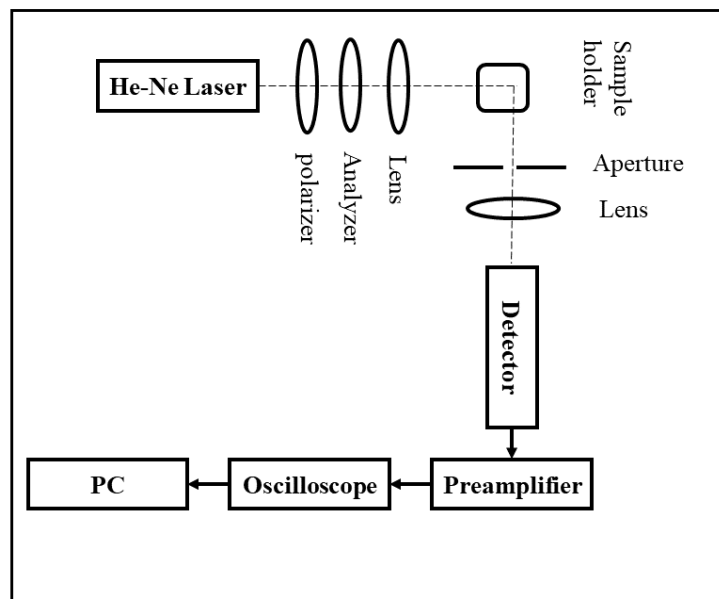 He-Ne Laser
polarizer
Analyzer
Lens
Sample
holder
Aperture
Lens
Detector
PC
Oscilloscope
Preamplifier